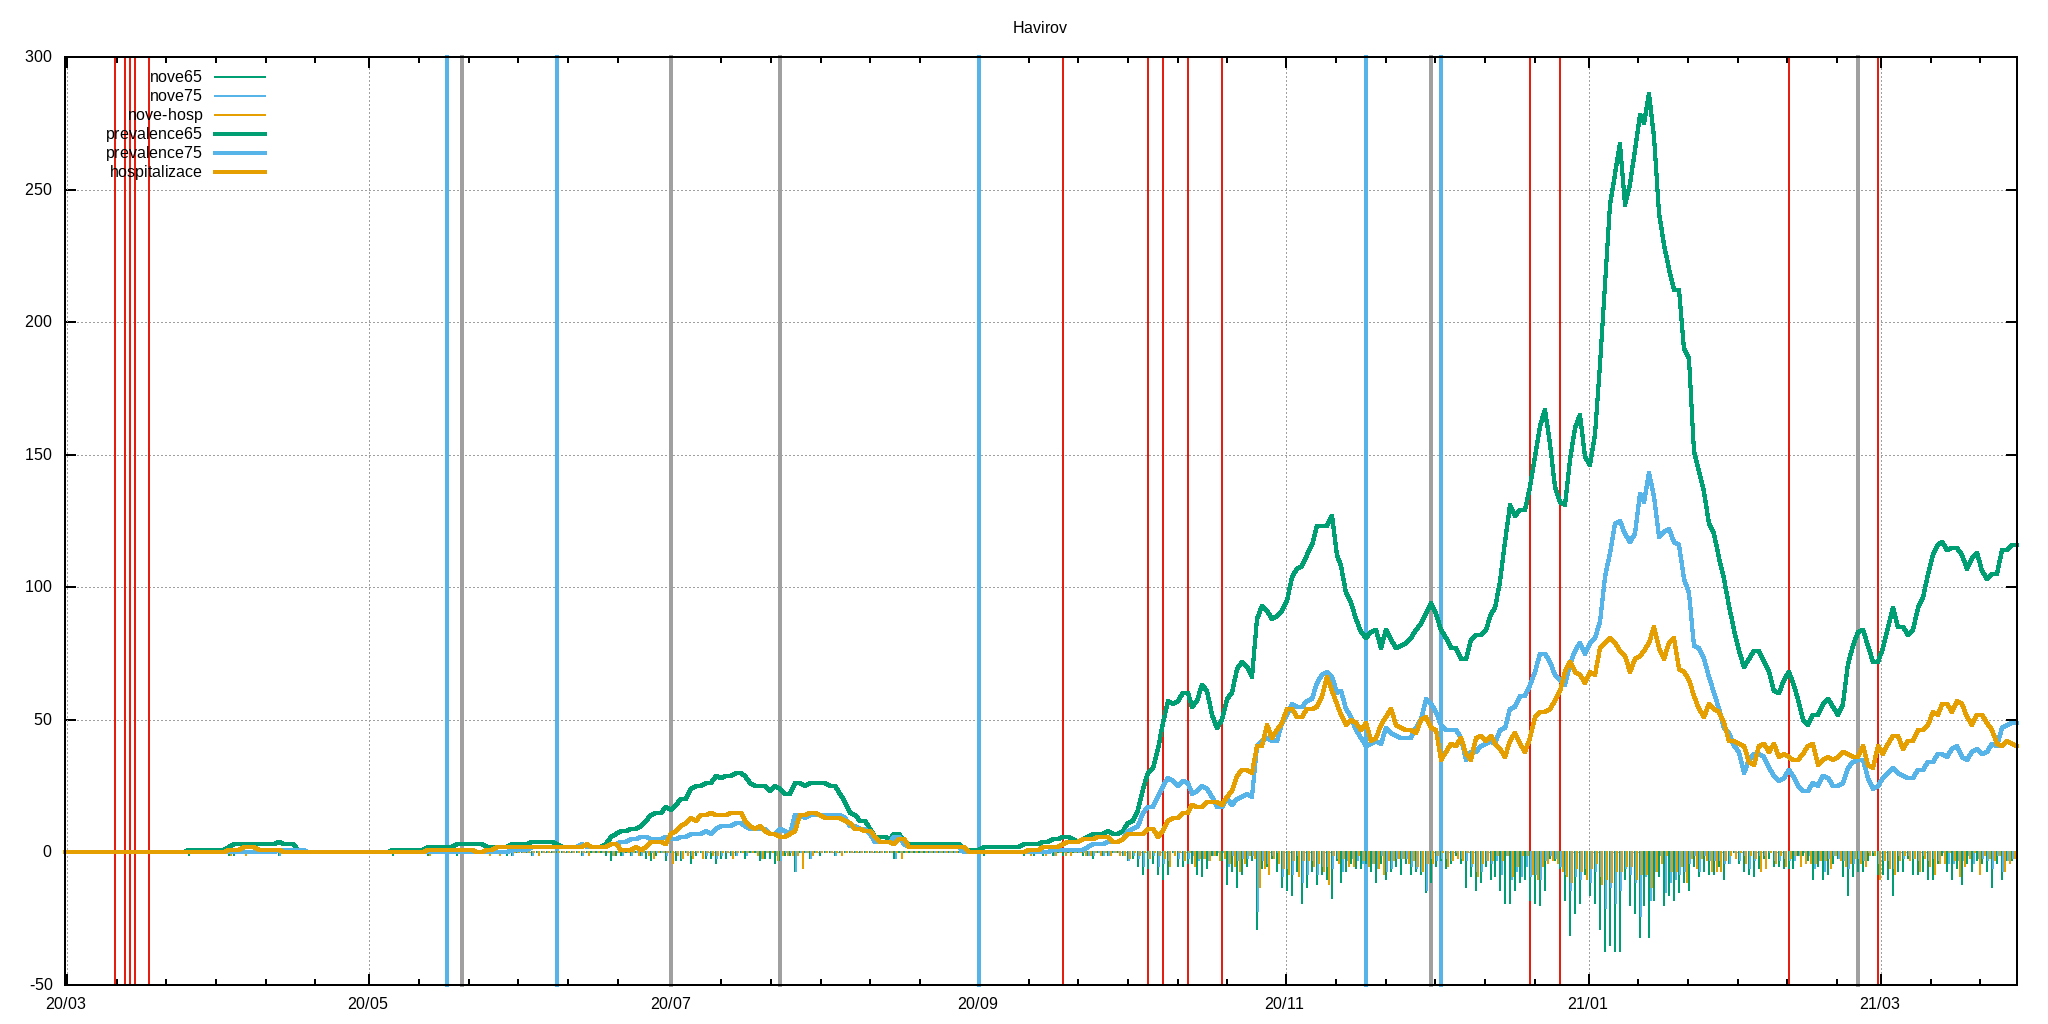 Havirov
300
nove65
nove75
nove-hosp
prevalence65
prevalence75
hospitalizace
250
200
150
100
50
0
-50
20/03 20/05 20/07 20/09 20/11 21/01 21/03